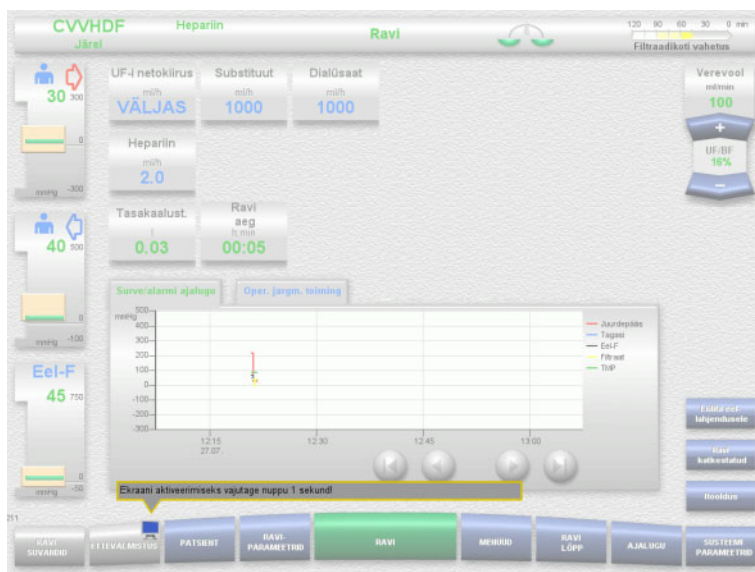 CVVHDF
Järel
Hepariin
Ravi
120 90 60 30 0 min
Filtraadikoti vahetus
30
300
0
-300
mmHg
40
500
0
-100
mmHg
Eel-F
45
750
0
-50
mmHg
UF-i netokiirus
ml/h
VÄLJAS
Substituut
ml/h
1000
Dialüsaat
ml/h
1000
Hepariin
ml/h
2.0
Tasakaalust.
l
0.03
Ravi
aeg
h:min
00:05
Verevool
ml/min
100
+
UF/BF
16%
−
Surve/alarmi ajalugu
Oper. järgm. toiming
mmHg
500
400
300
200
100
0
-100
-200
-300
12:15
27.07
12:30
12:45
13:00
Juurdepääs
Tagasi
Eel-F
Filtraat
TMP
lahjendusele
Ravi
katkestatud
Hooldus
Ekraani aktiveerimiseks vajutage nuppu 1 sekundI
211
RAVI
SUVANDID
ETTEVALMISTUS
PATSIENT
RAVI-
PARAMEETRID
RAVI
MENÜÜD
RAVI
LÕPP
AJALUGU
SÜSTEEMI
PARAMEETRID